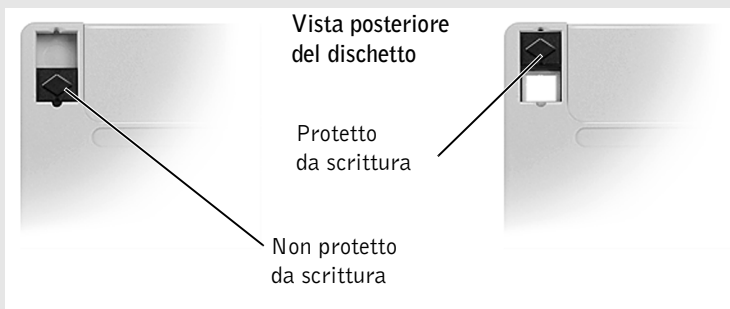 Vista posteriore
del dischetto
Protetto
da scrittura
Non protetto
da scrittura